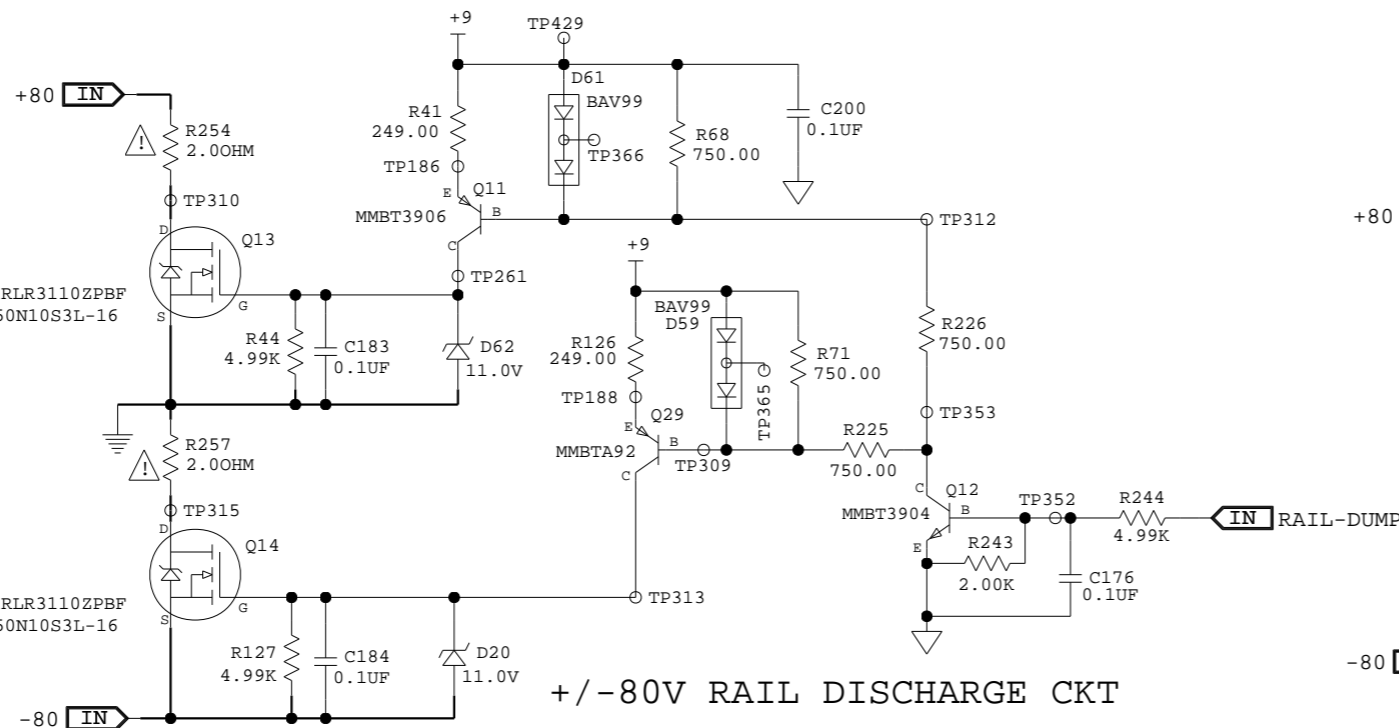 +9
TP429
+80 IN
D61
BAV99
R41
249.00
R254
2.0OHM
C200
0.1UF
R68
750.00
TP366
TP186
TP310
E
Q11
MMBT3906
B
C
TP312
+80
D
Q13
TP261
+9
RLR3110ZPBF
50N10S3L-16
S
G
BAV99
D59
R44
4.99K
C183
0.1UF
D62
11.0V
R126
249.00
R71
750.00
R226
750.00
TP365
TP188
TP353
R257
2.0OHM
E
Q29
MMBTA92
B
TP309
C
R225
750.00
C
Q12
MMBT3904
B
E
TP352
R244
4.99K
IN RAIL-DUMP
TP315
D
Q14
R243
2.00K
C176
0.1UF
RLR3110ZPBF
50N10S3L-16
S
G
TP313
R127
4.99K
C184
0.1UF
D20
11.0V
-80 IN
+/-80V RAIL DISCHARGE CKT
-80